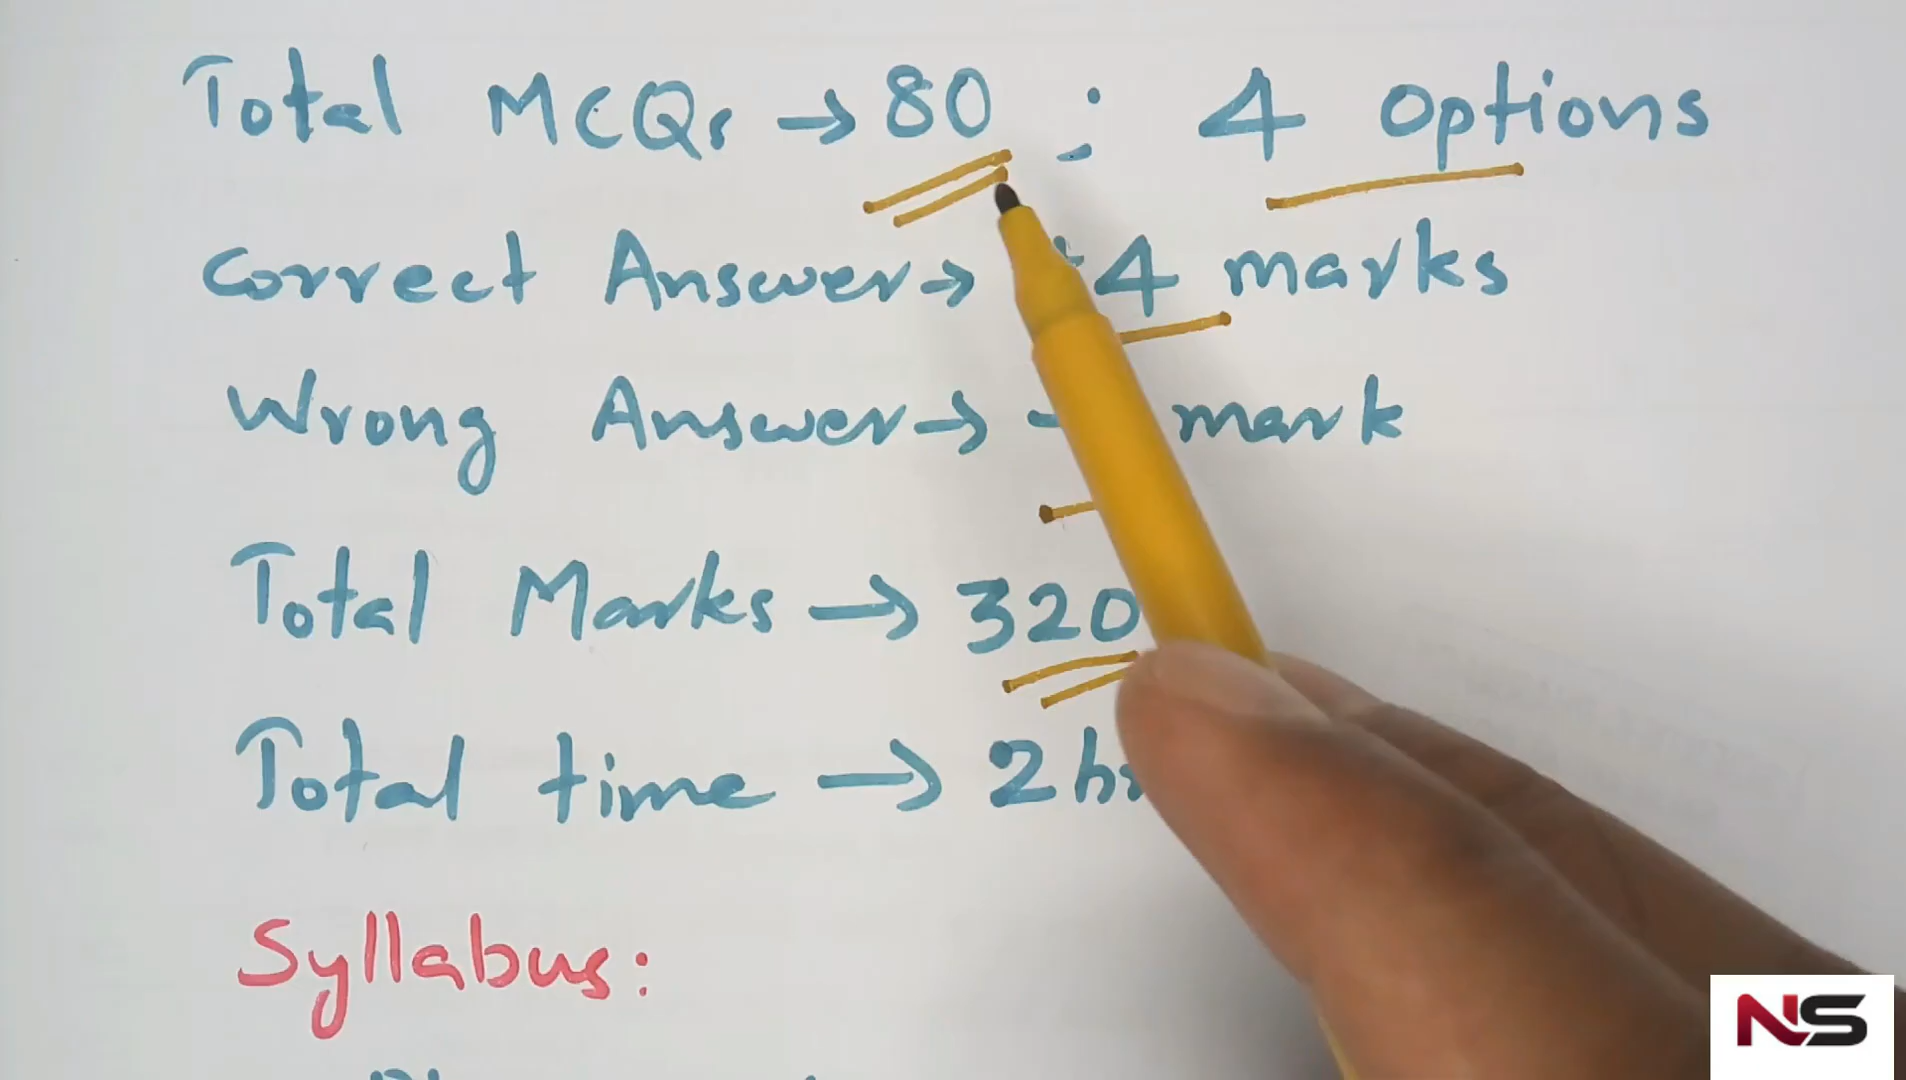 Total MCQs → 80 : 4 options
Correct Answer → +4 marks
Wrong Answer → - mark
Total Marks → 320
Total time → 2 hr
Syllabus:
NS